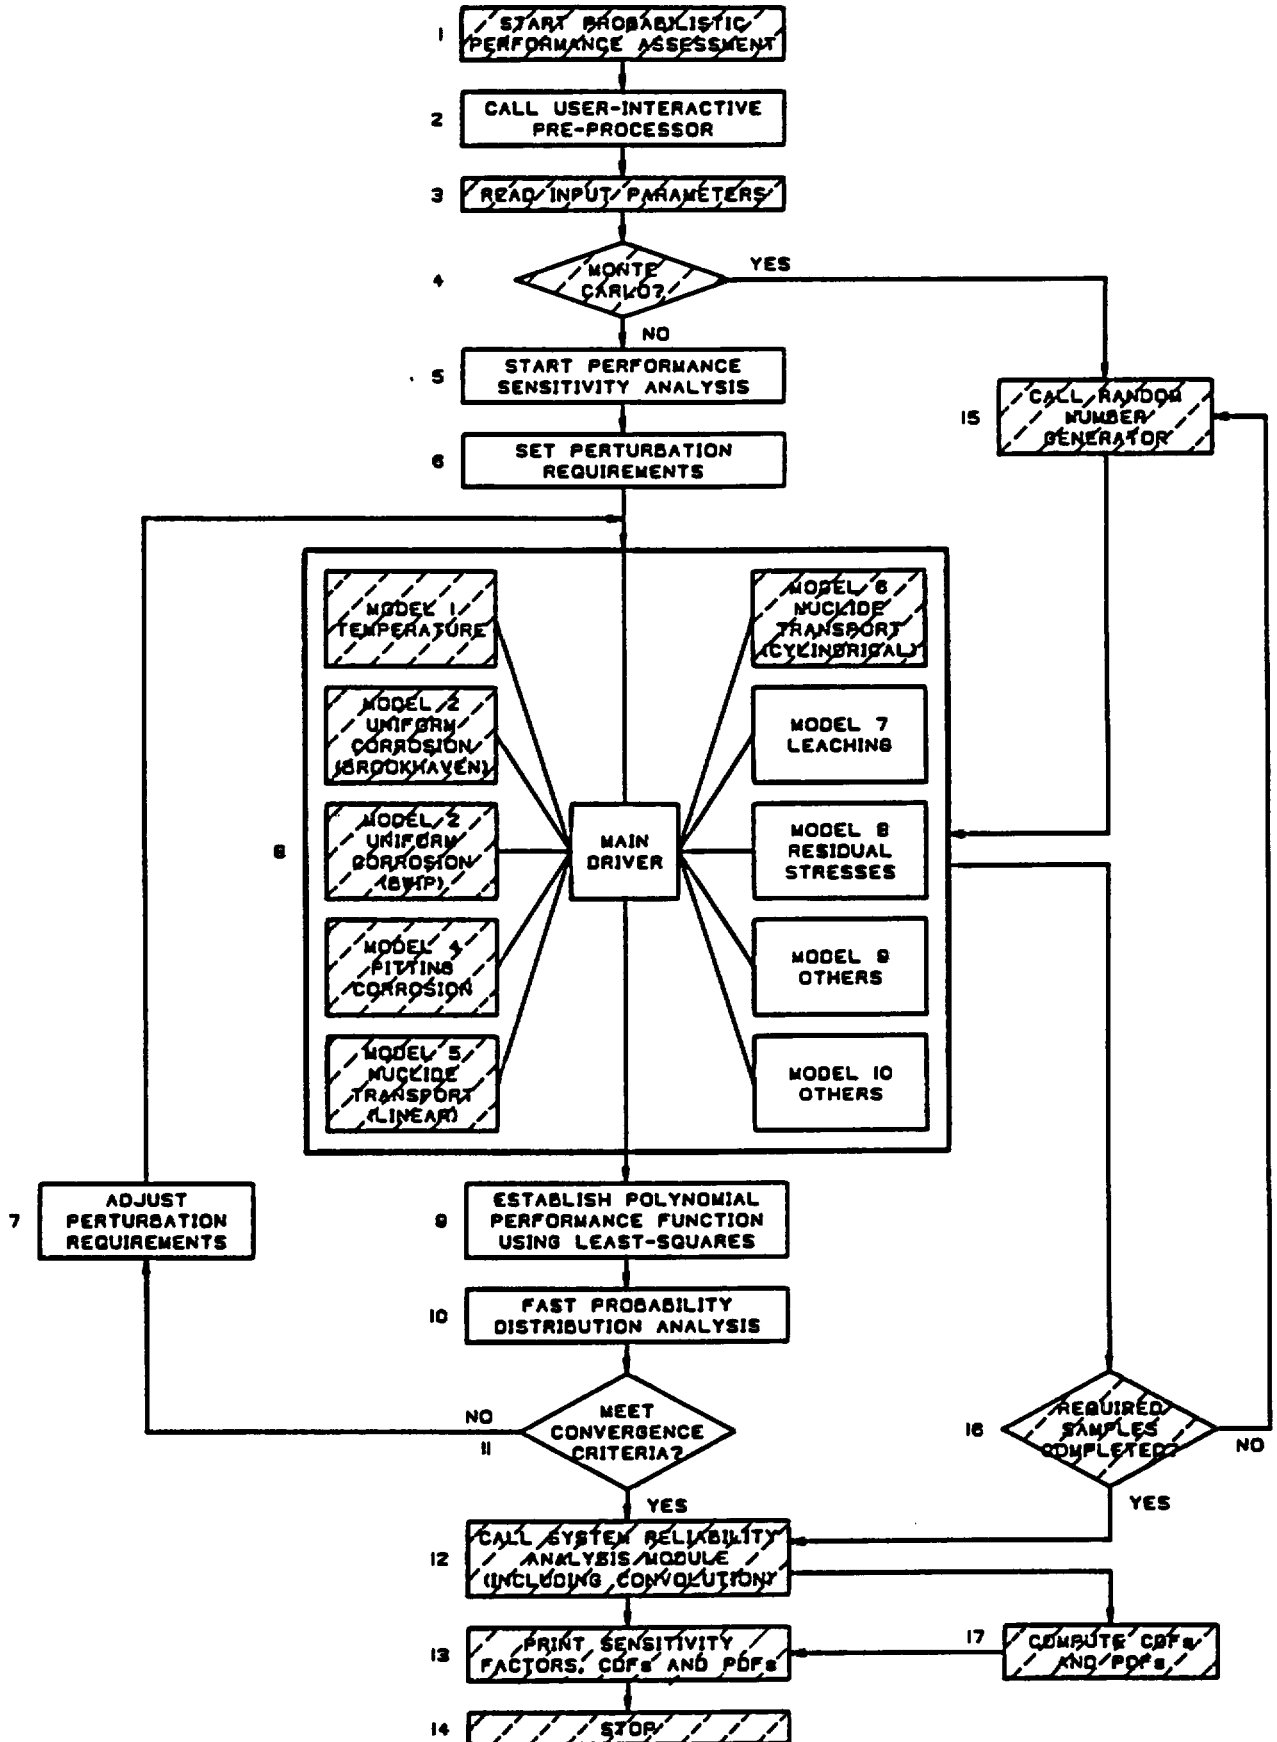 1
START PROBABILISTIC
PERFORMANCE ASSESSMENT
2
CALL USER-INTERACTIVE
PRE-PROCESSOR
3
READ INPUT PARAMETERS
4
MONTE
CARLO?
YES
NO
5
START PERFORMANCE
SENSITIVITY ANALYSIS
15
CALL RANDOM
NUMBER
GENERATOR
6
SET PERTURBATION
REQUIREMENTS
8
MODEL 1
TEMPERATURE
MODEL 2
UNIFORM
CORROSION
(BROOKHAVEN)
MODEL 2
UNIFORM
CORROSION
(BWIP)
MODEL 4
PITTING
CORROSION
MODEL 5
NUCLIDE
TRANSPORT
(LINEAR)
MAIN
DRIVER
MODEL 6
NUCLIDE
TRANSPORT
(CYLINDRICAL)
MODEL 7
LEACHING
MODEL 8
RESIDUAL
STRESSES
MODEL 9
OTHERS
MODEL 10
OTHERS
7
ADJUST
PERTURBATION
REQUIREMENTS
9
ESTABLISH POLYNOMIAL
PERFORMANCE FUNCTION
USING LEAST-SQUARES
10
FAST PROBABILITY
DISTRIBUTION ANALYSIS
NO
11
MEET
CONVERGENCE
CRITERIA?
YES
16
REQUIRED
SAMPLES
COMPLETED?
NO
YES
12
CALL SYSTEM RELIABILITY
ANALYSIS MODULE
(INCLUDING CONVOLUTION)
13
PRINT SENSITIVITY
FACTORS, CDFs AND PDFs
17
COMPUTE CDFs
AND PDFs
14
STOP